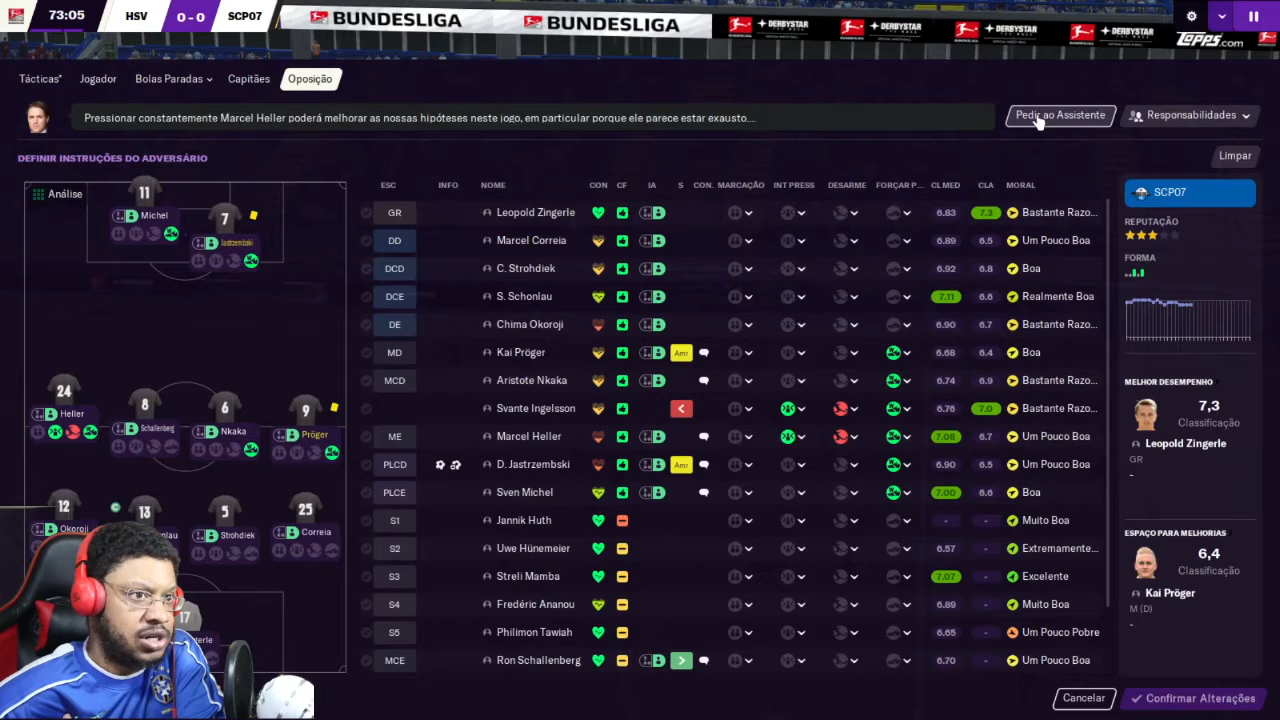 73:05 HSV 0 - 0 SCP07
BUNDESLIGA BUNDESLIGA
DERBYSTAR DERBYSTAR DERBYSTAR
TOPPS.com
Tácticas* Jogador Bolas Paradas Capitães Oposição
Pressionar constantemente Marcel Heller poderá melhorar as nossas hipóteses neste jogo, em particular porque ele parece estar exausto....
Pedir ao Assistente Responsabilidades
DEFINIR INSTRUÇÕES DO ADVERSÁRIO
Limpar
Análise
11
Michel
7
Jastrzembski
24
Heller
8
Schallenberg
6
Nkaka
9
Pröger
12
Okoroji
13
5
Strohdiek
25
Correia
17
ESC INFO NOME CON CF IA S CON. MARCAÇÃO INT PRESS DESARME FORÇAR P... CL MED CLA MORAL
GR Leopold Zingerle 6.83 7.3 Bastante Razo...
DD Marcel Correia 6.89 6.5 Um Pouco Boa
DCD C. Strohdiek 6.92 6.8 Boa
DCE S. Schonlau 7.11 6.6 Realmente Boa
DE Chima Okoroji 6.90 6.7 Bastante Razo...
MD Kai Pröger Amr 6.68 6.4 Boa
MCD Aristote Nkaka 6.74 6.9 Bastante Razo...
Svante Ingelsson 6.76 7.0 Bastante Razo...
ME Marcel Heller 7.08 6.7 Um Pouco Boa
PLCD D. Jastrzembski Amr 6.90 6.5 Um Pouco Boa
PLCE Sven Michel 7.00 6.6 Boa
S1 Jannik Huth - - Muito Boa
S2 Uwe Hünemeier 6.57 - Extremamente...
S3 Streli Mamba 7.07 - Excelente
S4 Frederic Ananou 6.89 - Muito Boa
S5 Philimon Tawiah 6.65 - Um Pouco Pobre
MCE Ron Schallenberg 6.70 - Um Pouco Boa
SCP07
REPUTAÇÃO
FORMA
MELHOR DESEMPENHO
7,3
Classificação
Leopold Zingerle
GR
-
ESPAÇO PARA MELHORIAS
6,4
Classificação
Kai Pröger
M (D)
-
Cancelar Confirmar Alterações